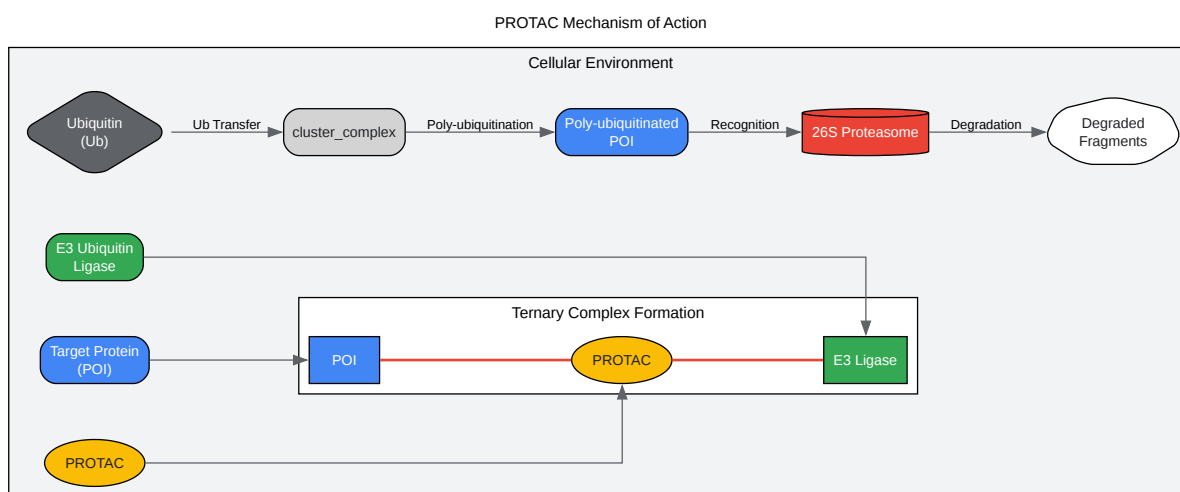 PROTAC Mechanism of Action
Cellular Environment
Ubiquitin
(Ub)
Ub Transfer
cluster_complex
Poly-ubiquitination
Poly-ubiquitinated
POI
Recognition
26S Proteasome
Degradation
Degraded
Fragments
E3 Ubiquitin
Ligase
Ternary Complex Formation
Target Protein
(POI)
POI
PROTAC
E3 Ligase
PROTAC